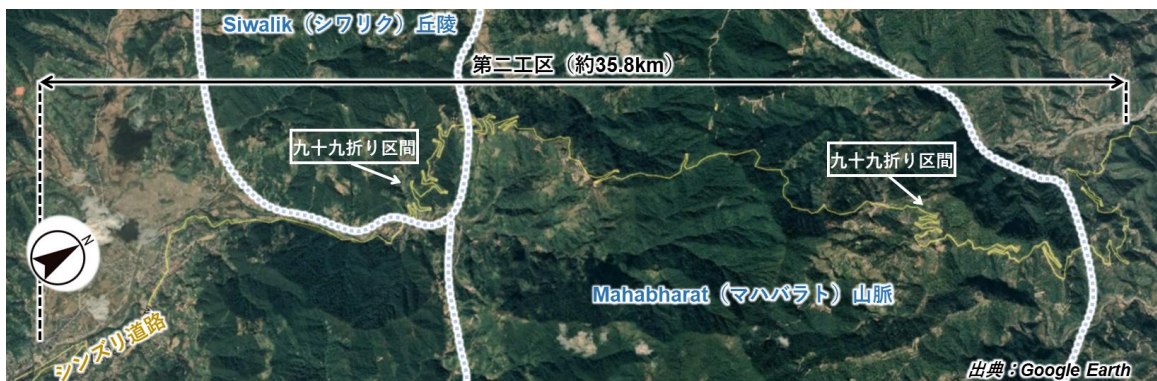 Siwalik（シワリク）丘陵
第二工区（約35.8km）
九十九折り区間
九十九折り区間
N
Mahabharat（マハバラト）山脈
シンズリ道路
出典：Google Earth